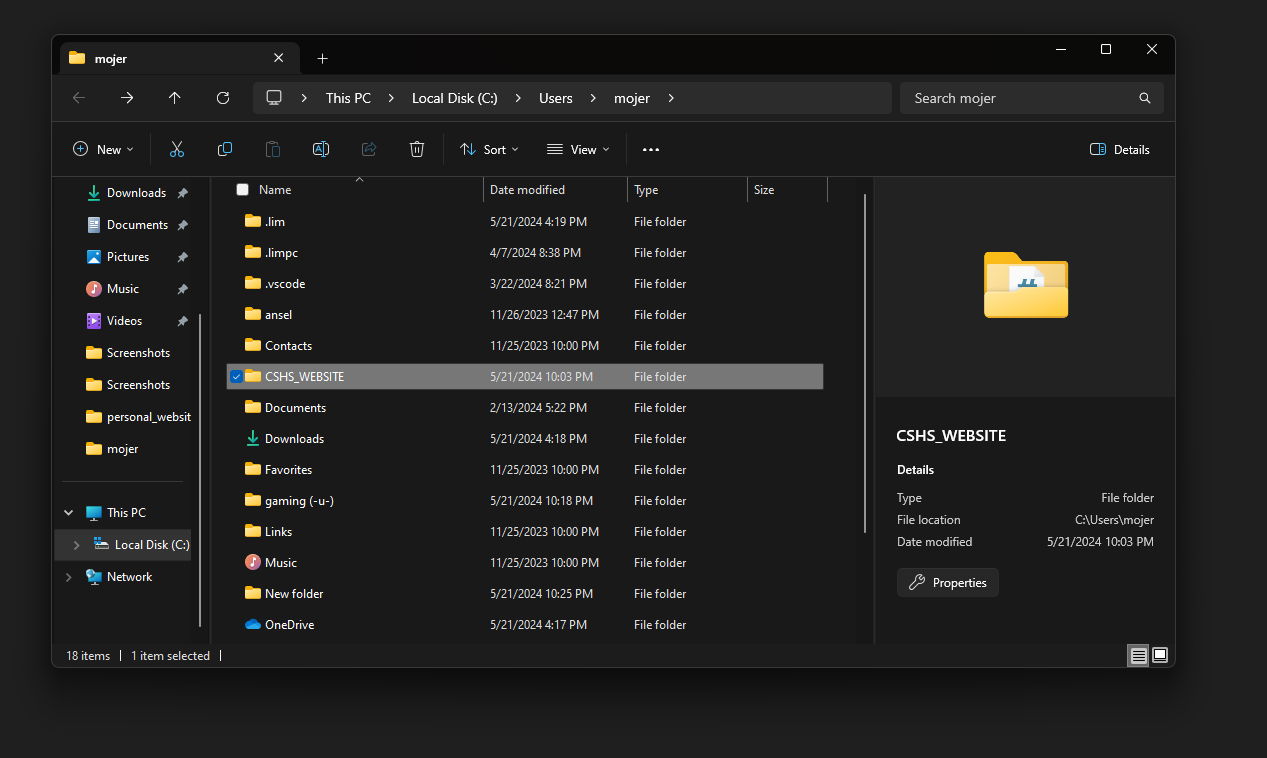 mojer
This PC Local Disk (C:) Users mojer
Search mojer
New Sort View Details
Downloads
Documents
Pictures
Music
Videos
Screenshots
Screenshots
personal_websit
mojer
This PC
Local Disk (C:)
Network
Name Date modified Type Size
.lim 5/21/2024 4:19 PM File folder
.limpc 4/7/2024 8:38 PM File folder
.vscode 3/22/2024 8:21 PM File folder
ansel 11/26/2023 12:47 PM File folder
Contacts 11/25/2023 10:00 PM File folder
CSHS_WEBSITE 5/21/2024 10:03 PM File folder
Documents 2/13/2024 5:22 PM File folder
Downloads 5/21/2024 4:18 PM File folder
Favorites 11/25/2023 10:00 PM File folder
gaming (-u-) 5/21/2024 10:18 PM File folder
Links 11/25/2023 10:00 PM File folder
Music 11/25/2023 10:00 PM File folder
New folder 5/21/2024 10:25 PM File folder
OneDrive 5/21/2024 4:17 PM File folder
#
CSHS_WEBSITE
Details
Type File folder
File location C:\Users\mojer
Date modified 5/21/2024 10:03 PM
Properties
18 items 1 item selected